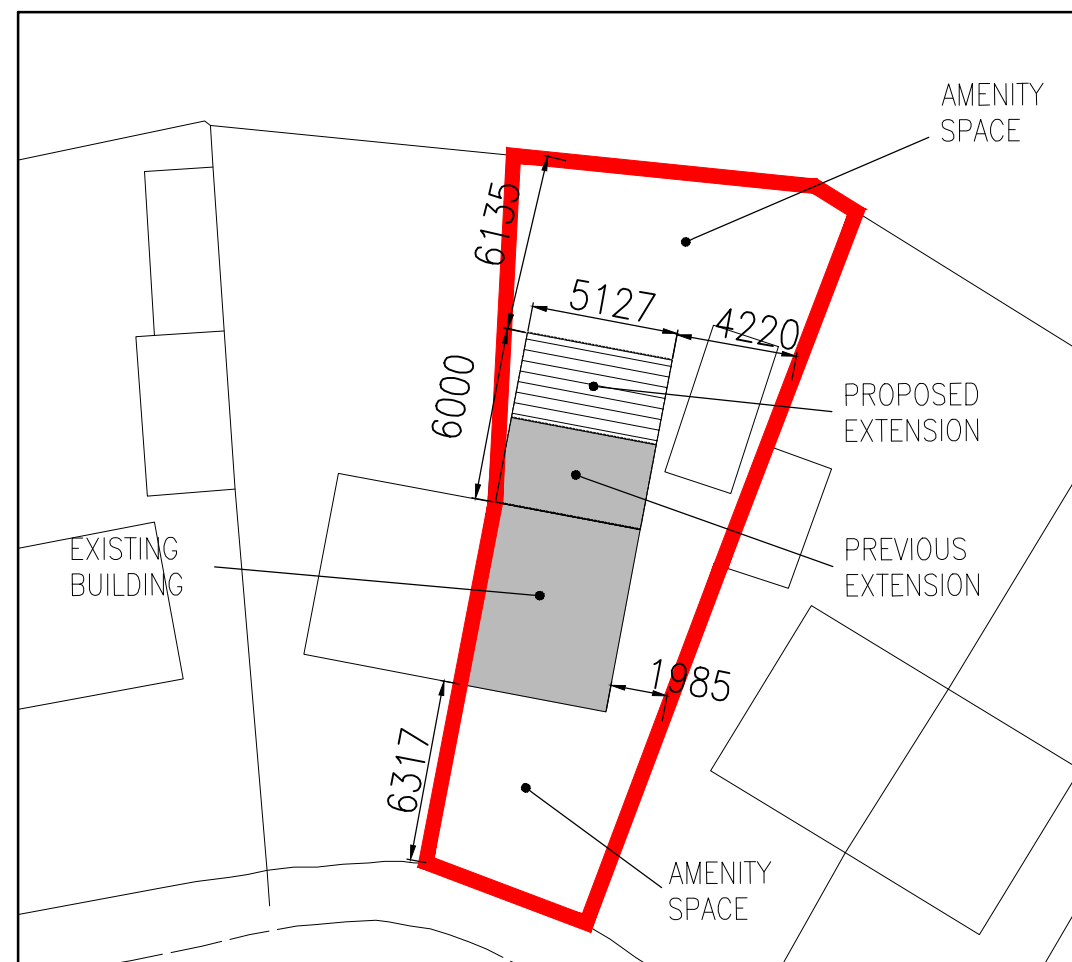 AMENITY
SPACE
6135
5127
4220
6000
PROPOSED
EXTENSION
EXISTING
BUILDING
PREVIOUS
EXTENSION
1985
6317
AMENITY
SPACE